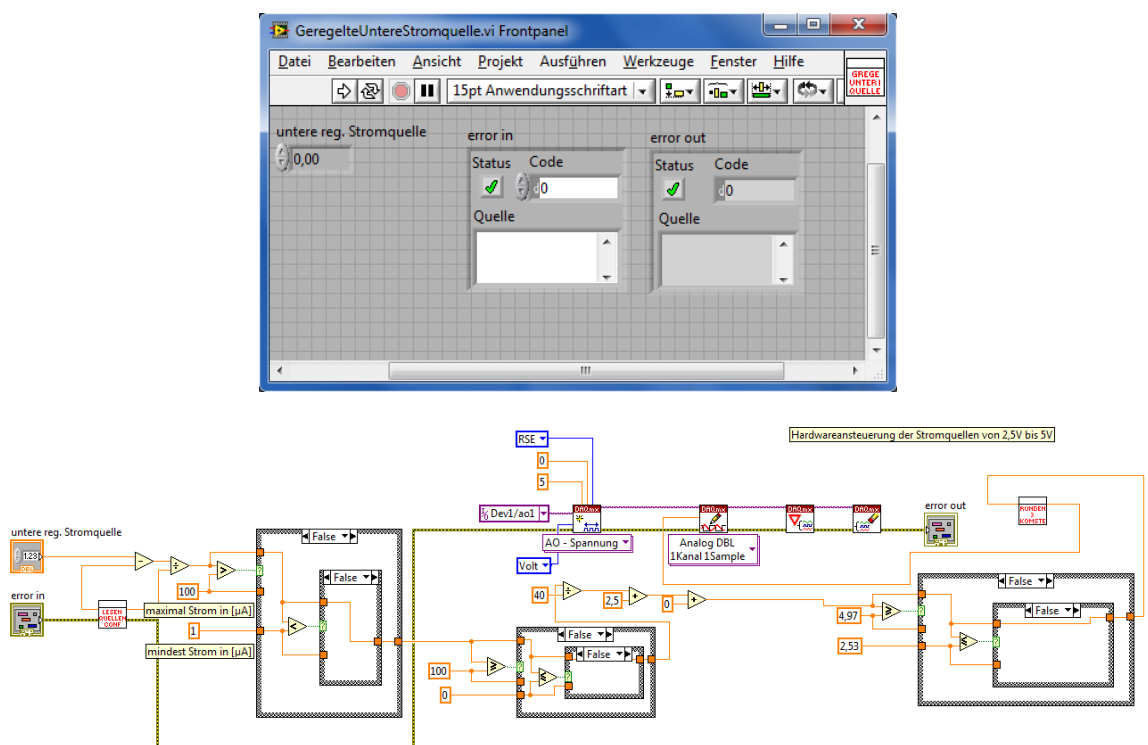 GeregelteUntereStromquelle.vi Frontpanel
Datei Bearbeiten Ansicht Projekt Ausführen Werkzeuge Fenster Hilfe
GREGE
UNTER I
QUELLE
15pt Anwendungsschriftart
untere reg. Stromquelle
0,00
error in
Status Code
d 0
Quelle
error out
Status Code
d 0
Quelle
Hardwareansteuerung der Stromquellen von 2,5V bis 5V
RSE
0
5
Dev1/ao1
DAQmx
DAQmx
DAQmx
DAQmx
AO - Spannung
Analog DBL
1Kanal 1Sample
Volt
error out
RUNDEN
KOMSTE
untere reg. Stromquelle
1.23
DBL
error in
LESEN
QUELLEN
CONF
100
maximal Strom in [µA]
1
mindest Strom in [µA]
False
False
100
0
False
False
40
2,5
0
4,97
2,53
False
False